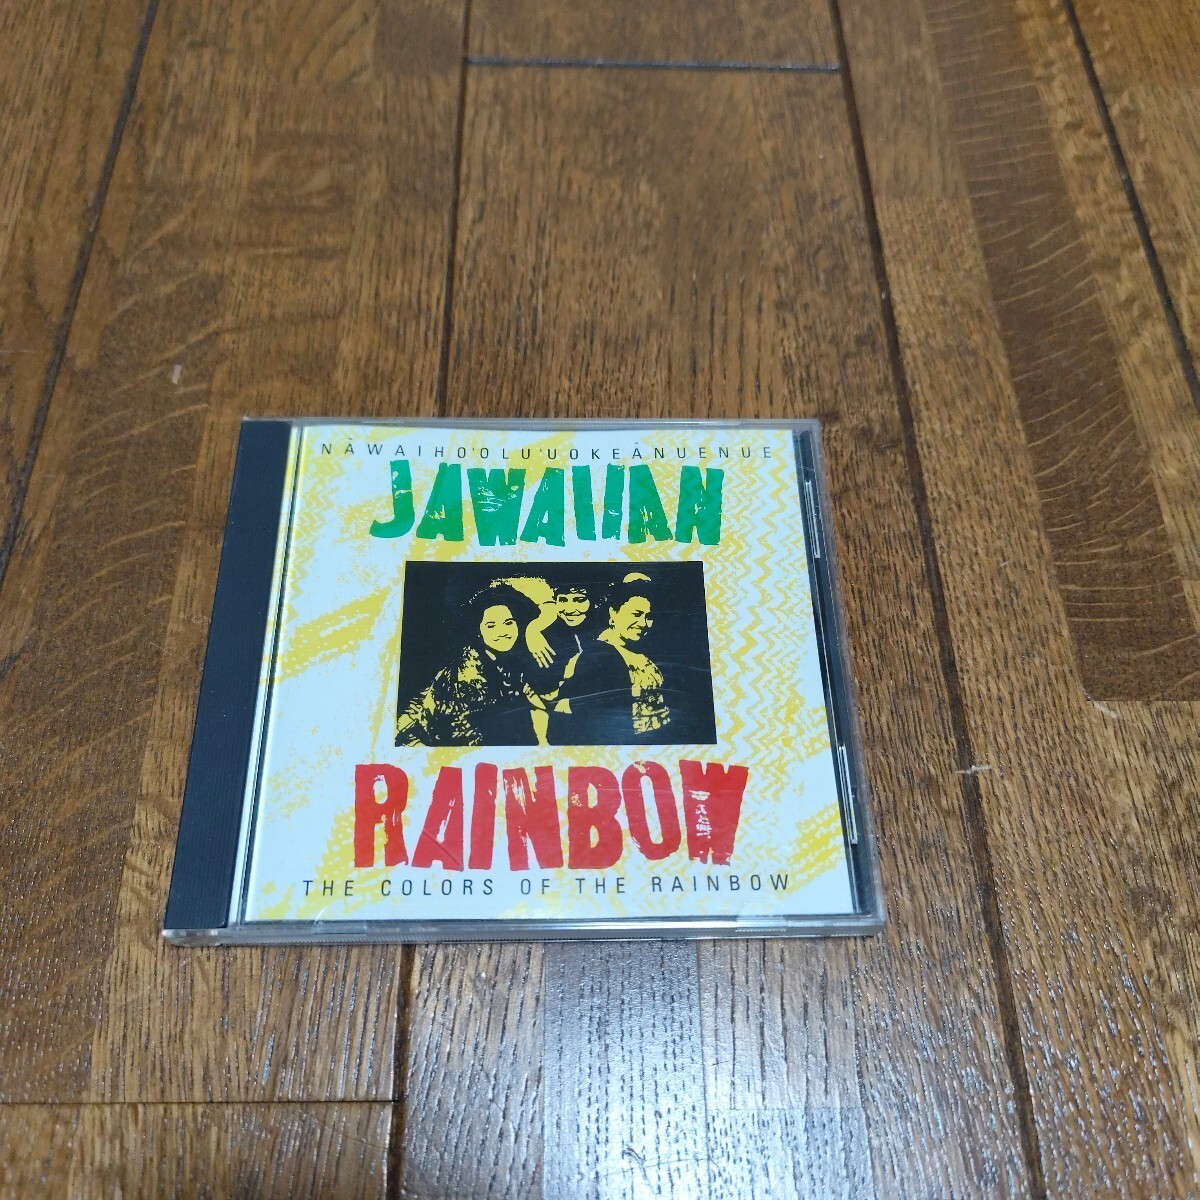 NĀWAIHO'OLU'UOKEĀNUENUE
JAWAIIAN
RAINBOW
THE COLORS OF THE RAINBOW